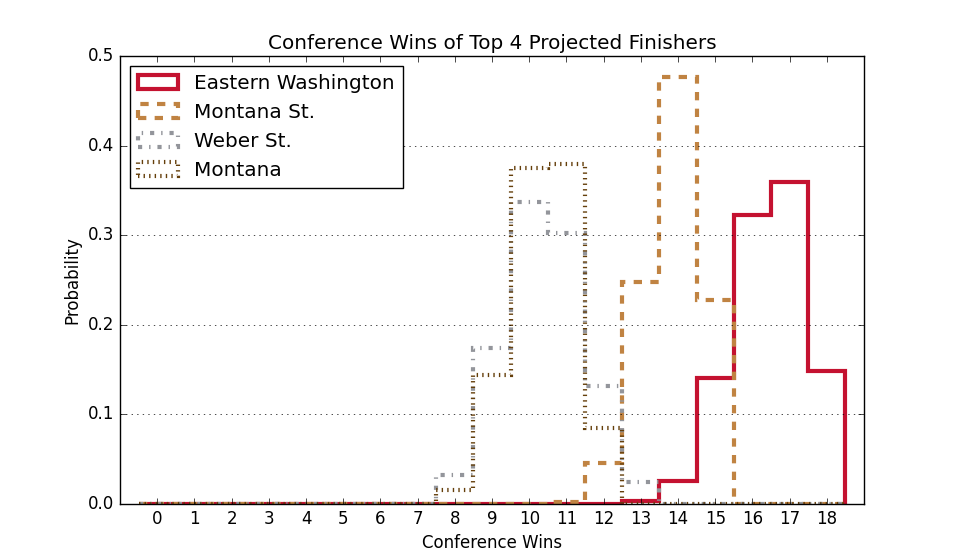 Conference Wins of Top 4 Projected Finishers
0.5
Eastern Washington
Montana St.
Weber St.
Montana
0.4
0.3
0.2
0.1
0.0
Probability
0 1 2 3 4 5 6 7 8 9 10 11 12 13 14 15 16 17 18
Conference Wins